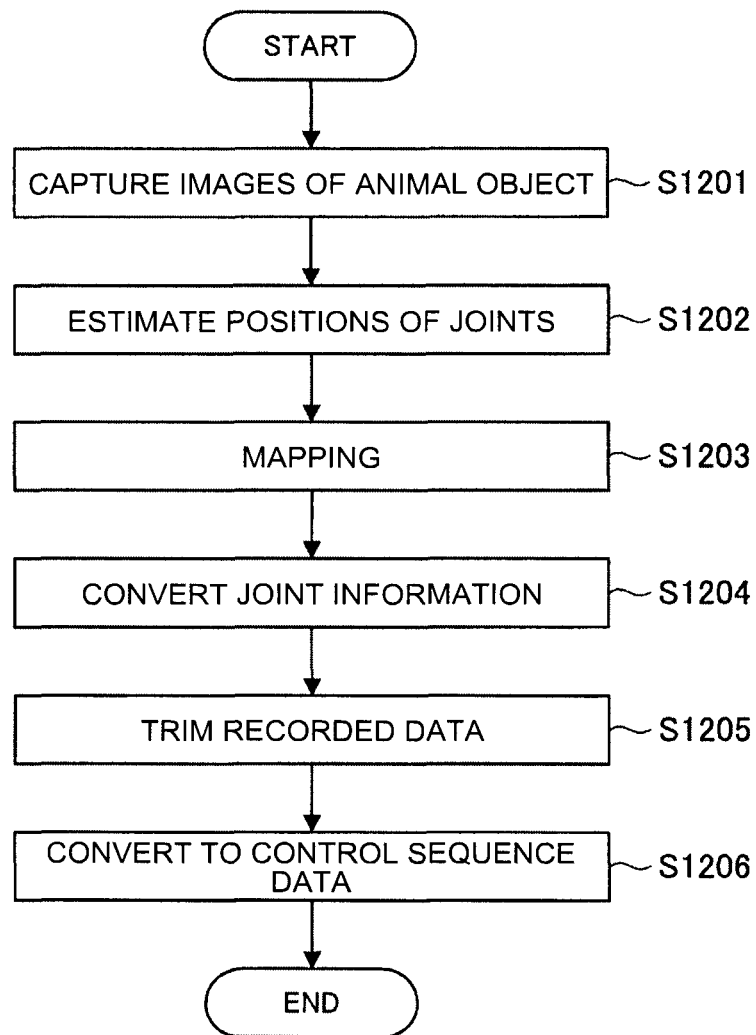 START
CAPTURE IMAGES OF ANIMAL OBJECT S1201
ESTIMATE POSITIONS OF JOINTS S1202
MAPPING S1203
CONVERT JOINT INFORMATION S1204
TRIM RECORDED DATA S1205
CONVERT TO CONTROL SEQUENCE
DATA S1206
END